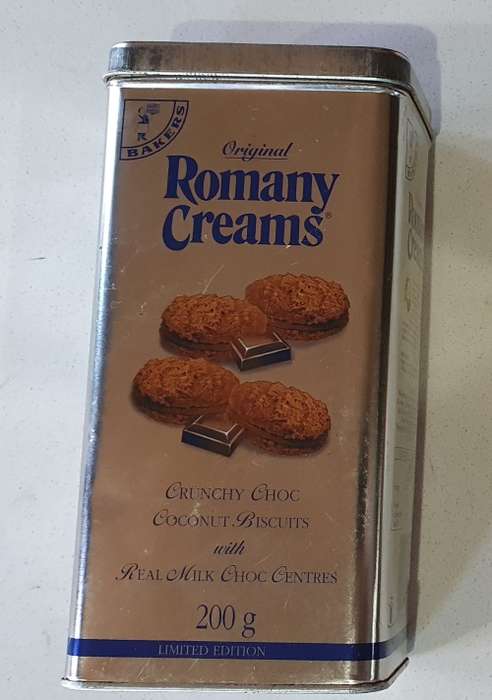 BAKERS
Original
Romany
Creams®
CRUNCHY CHOC
COCONUT BISCUITS
with
REAL MILK CHOC CENTRES
200 g
LIMITED EDITION